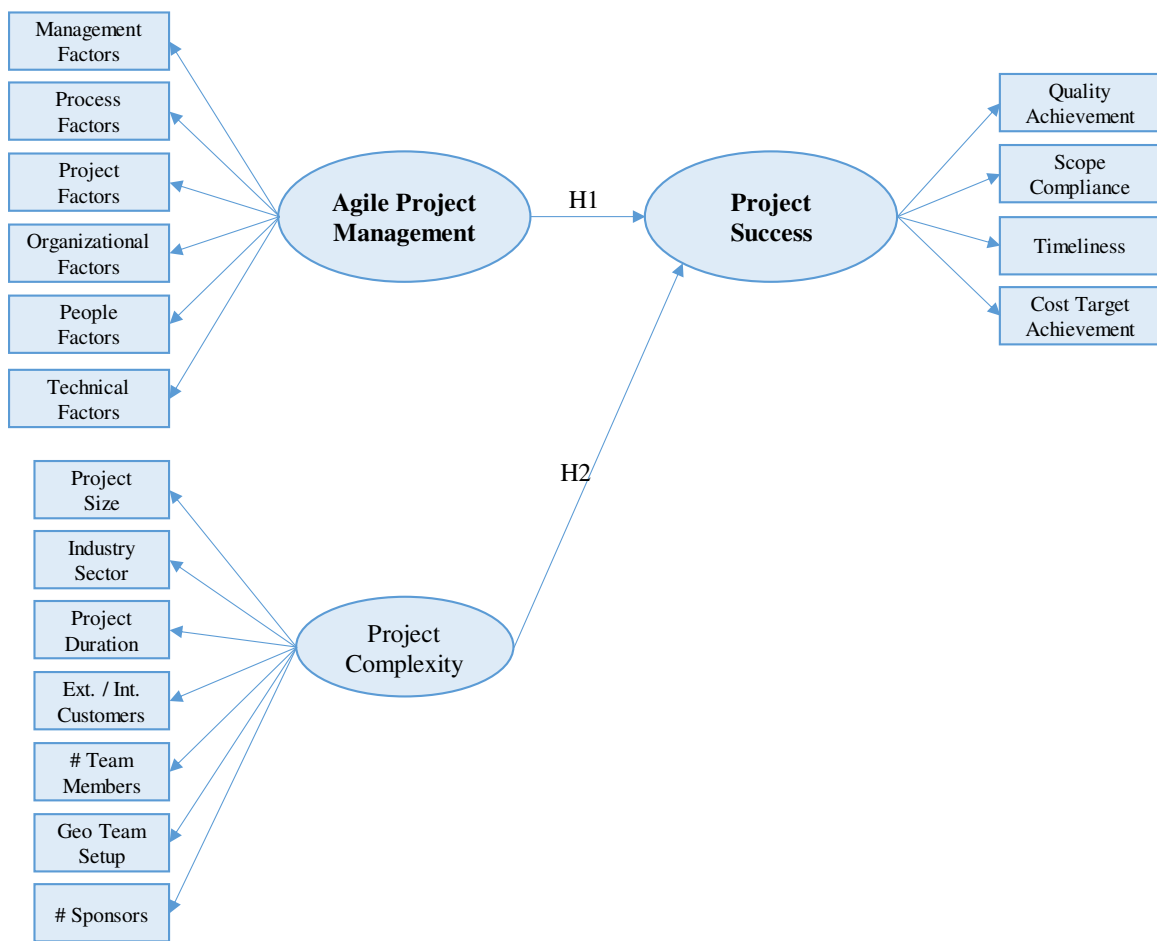 Management
Factors
Process
Factors
Project
Factors
Organizational
Factors
People
Factors
Technical
Factors
Agile Project
Management
H1
Project
Success
Quality
Achievement
Scope
Compliance
Timeliness
Cost Target
Achievement
H2
Project
Size
Industry
Sector
Project
Duration
Ext. / Int.
Customers
# Team
Members
Geo Team
Setup
# Sponsors
Project
Complexity